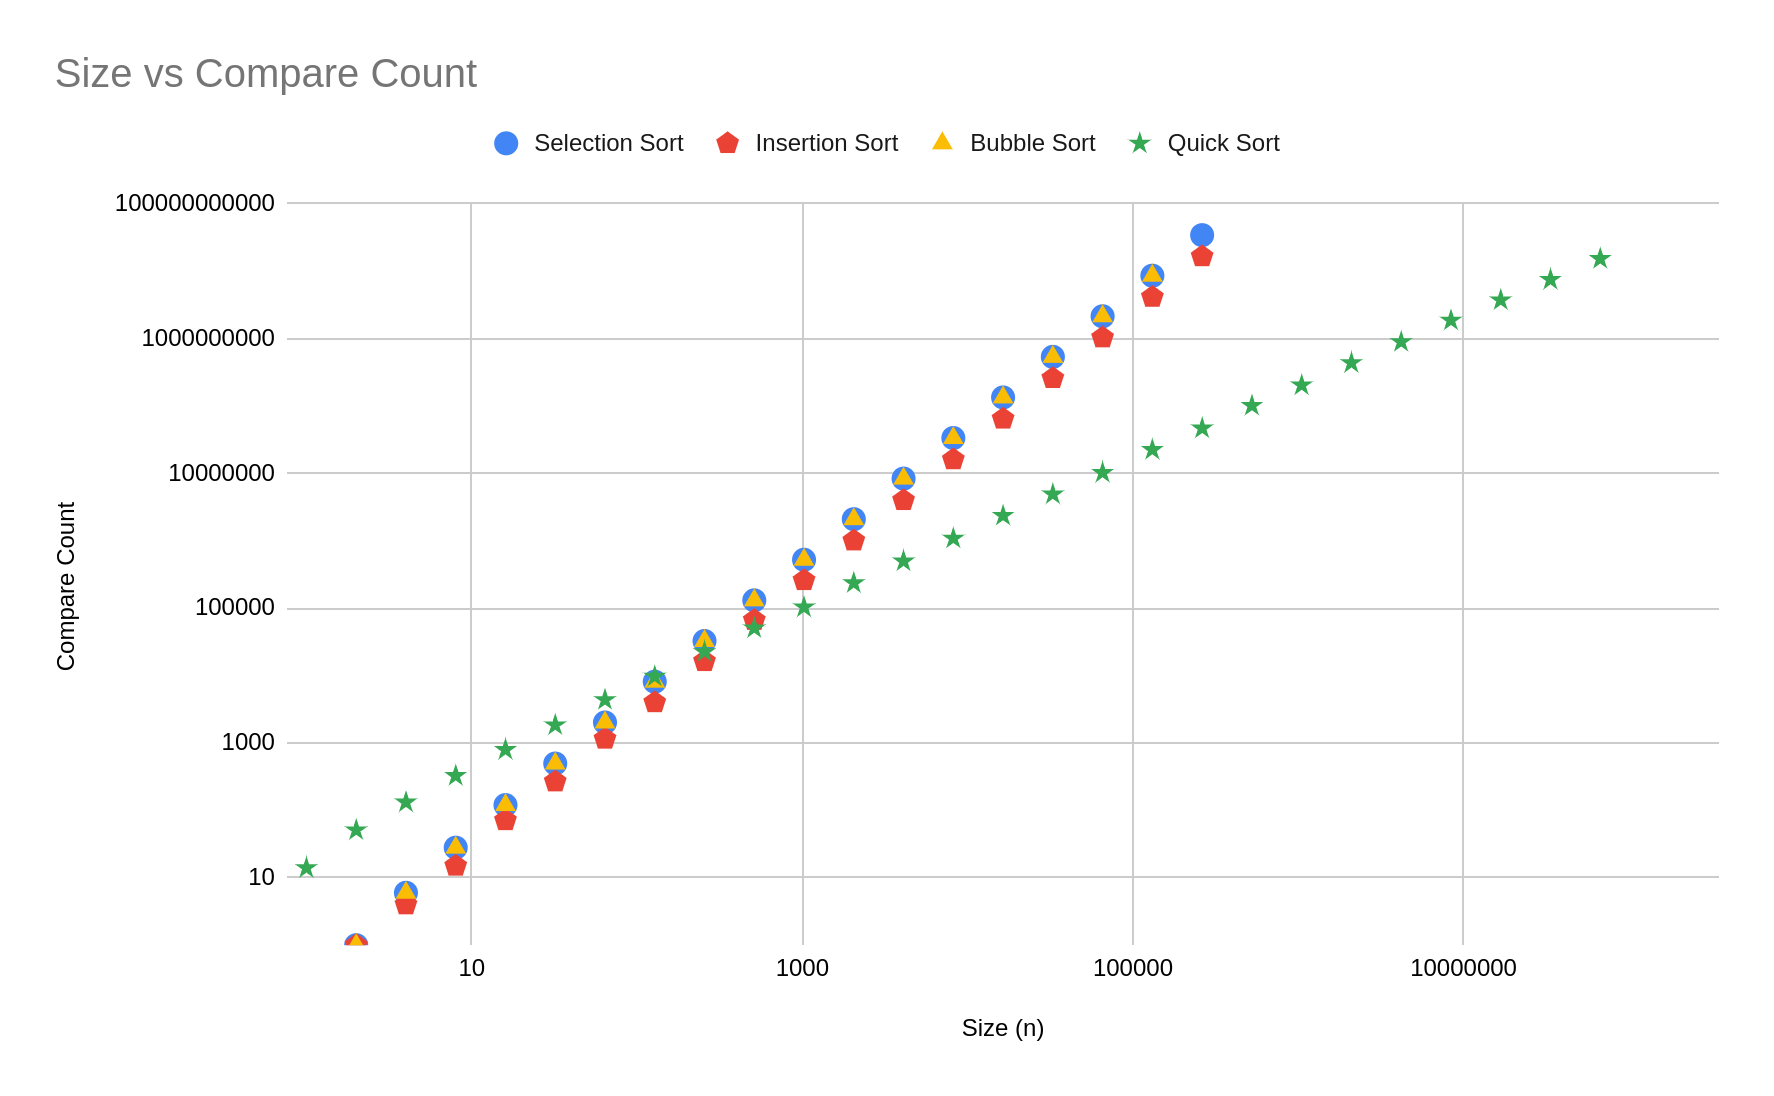 Size vs Compare Count
Selection Sort Insertion Sort Bubble Sort Quick Sort
100000000000
1000000000
10000000
100000
1000
10
Compare Count
10 1000 100000 10000000
Size (n)